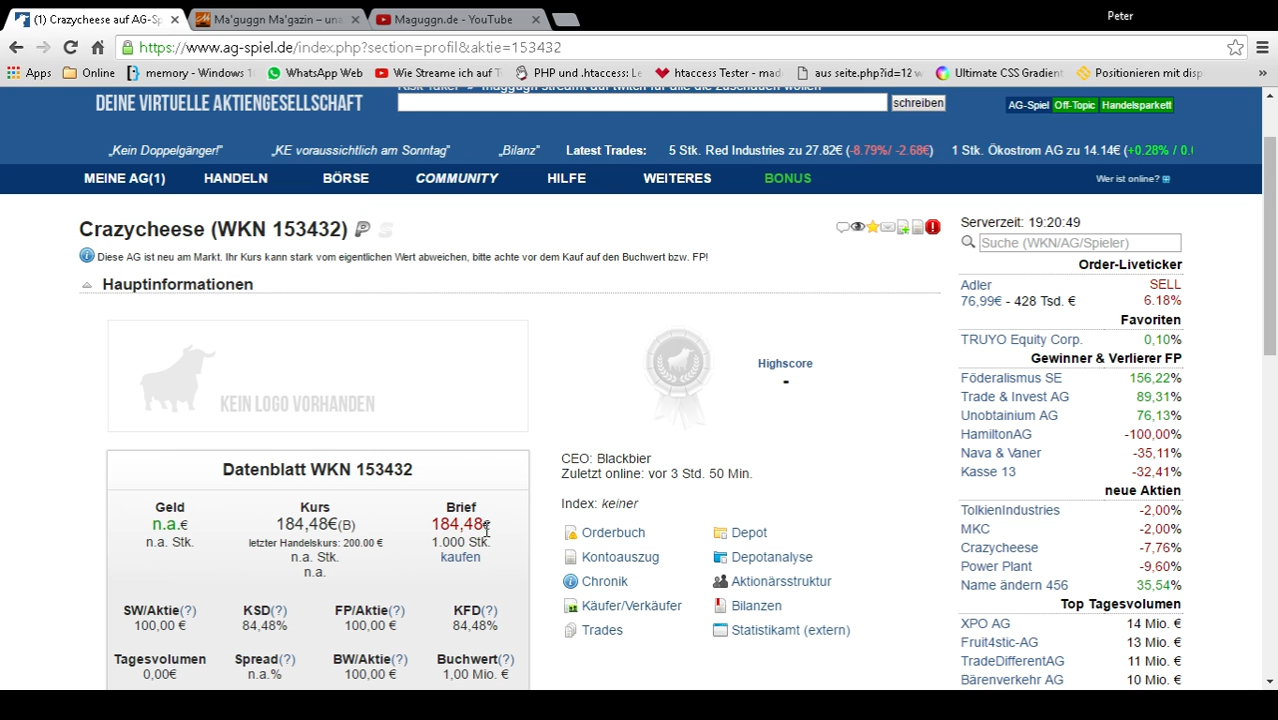 (1) Crazycheese auf AG-Sp
Ma'guggn Ma'gazin – una
Maguggn.de - YouTube
Peter
https://www.ag-spiel.de/index.php?section=profil&aktie=153432
Apps
Online
memory - Windows 10
WhatsApp Web
Wie Streame ich auf T
PHP und .htaccess: Le
htaccess Tester - mad
aus seite.php?id=12 w
Ultimate CSS Gradient
Positionieren mit disp
»
DEINE VIRTUELLE AKTIENGESELLSCHAFT
Risk Taker » maggugn streamt auf twitch für alle die zuschauen wollen
schreiben
AG-Spiel Off-Topic Handelsparkett
„Kein Doppelgänger!"
„KE voraussichtlich am Sonntag"
„Bilanz"
Latest Trades:
5 Stk. Red Industries zu 27.82€ (-8.79%/ -2.68€)
1 Stk. Ökostrom AG zu 14.14€ (+0.28% / 0.
MEINE AG(1)
HANDELN
BÖRSE
COMMUNITY
HILFE
WEITERES
BONUS
Wer ist online?
Crazycheese (WKN 153432) P S
Diese AG ist neu am Markt. Ihr Kurs kann stark vom eigentlichen Wert abweichen, bitte achte vor dem Kauf auf den Buchwert bzw. FP!
Hauptinformationen
KEIN LOGO VORHANDEN
Highscore
-
Datenblatt WKN 153432
Geld Kurs Brief
n.a.€ 184,48€(B) 184,48€
n.a. Stk. letzter Handelskurs: 200.00 € 1.000 Stk.
n.a. Stk. kaufen
n.a.
SW/Aktie(?) KSD(?) FP/Aktie(?) KFD(?)
100,00 € 84,48% 100,00 € 84,48%
Tagesvolumen Spread(?) BW/Aktie(?) Buchwert(?)
0,00€ n.a.% 100,00 € 1,00 Mio. €
CEO: Blackbier
Zuletzt online: vor 3 Std. 50 Min.
Index: keiner
Orderbuch Depot
Kontoauszug Depotanalyse
Chronik Aktionärsstruktur
Käufer/Verkäufer Bilanzen
Trades Statistikamt (extern)
Serverzeit: 19:20:49
Suche (WKN/AG/Spieler)
Order-Liveticker
Adler SELL
76,99€ - 428 Tsd. € 6.18%
Favoriten
TRUYO Equity Corp. 0,10%
Gewinner & Verlierer FP
Föderalismus SE 156,22%
Trade & Invest AG 89,31%
Unobtainium AG 76,13%
HamiltonAG -100,00%
Nava & Vaner -35,11%
Kasse 13 -32,41%
neue Aktien
TolkienIndustries -2,00%
MKC -2,00%
Crazycheese -7,76%
Power Plant -9,60%
Name ändern 456 35,54%
Top Tagesvolumen
XPO AG 14 Mio. €
Fruit4stic-AG 13 Mio. €
TradeDifferentAG 11 Mio. €
Bärenverkehr AG 10 Mio. €